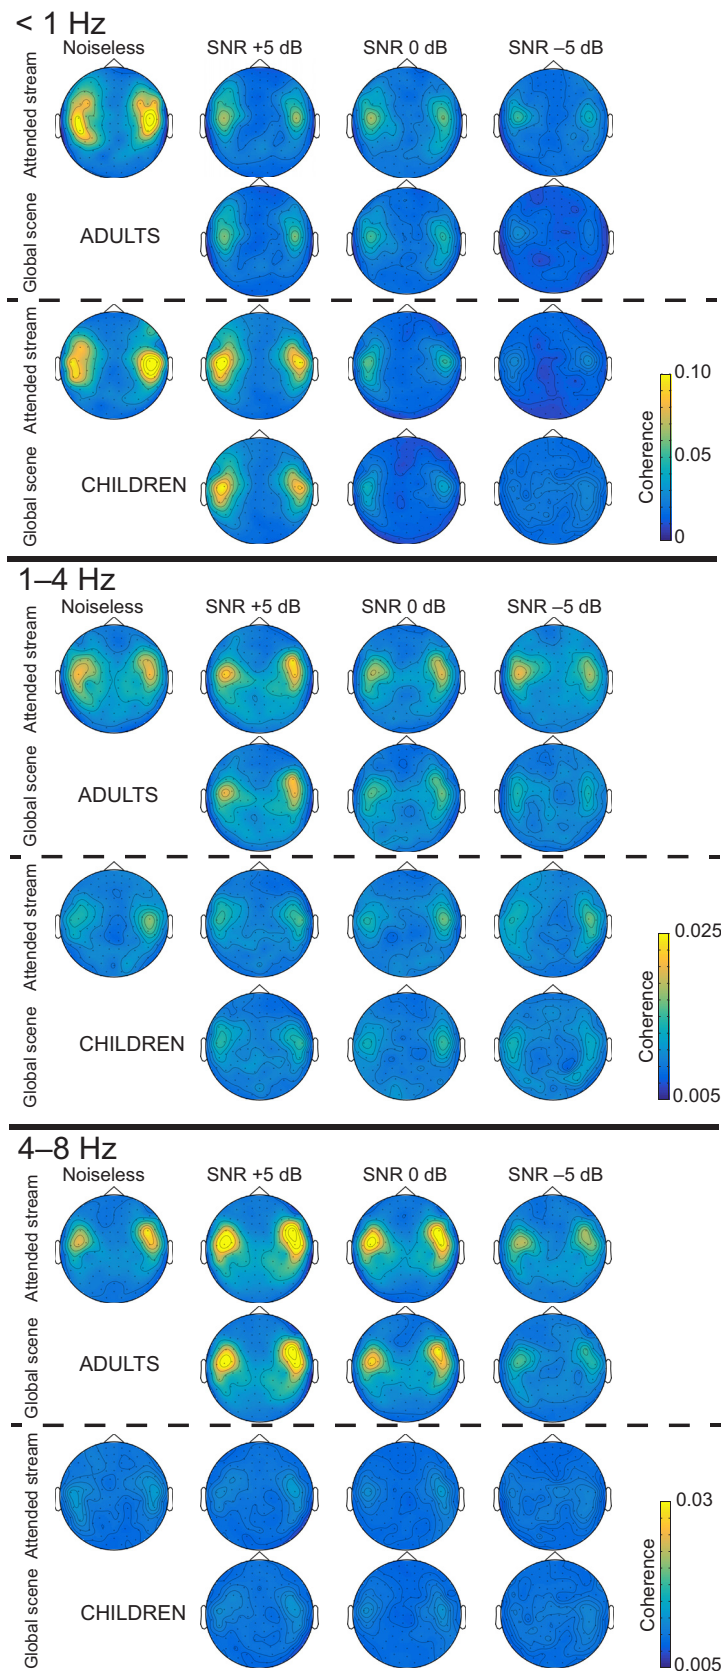 < 1 Hz
Noiseless SNR +5 dB SNR 0 dB SNR –5 dB
Attended stream
Global scene
ADULTS
Attended stream
Global scene
CHILDREN
0.10
0.05
0
Coherence
1–4 Hz
Noiseless SNR +5 dB SNR 0 dB SNR –5 dB
Attended stream
Global scene
ADULTS
Attended stream
Global scene
CHILDREN
0.025
0.005
Coherence
4–8 Hz
Noiseless SNR +5 dB SNR 0 dB SNR –5 dB
Attended stream
Global scene
ADULTS
Attended stream
Global scene
CHILDREN
0.03
0.005
Coherence